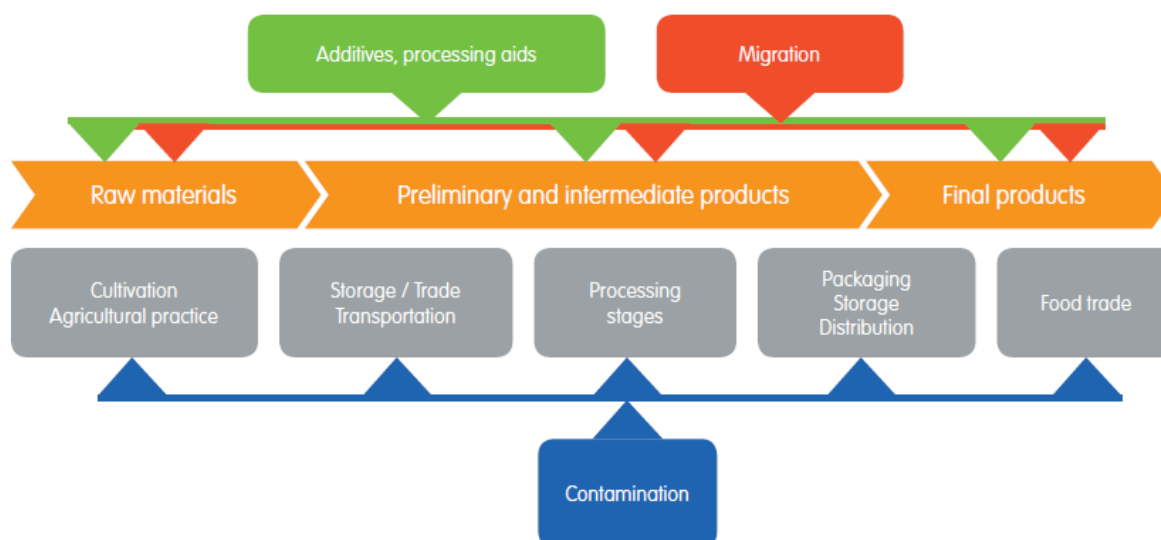 Additives, processing aids
Migration
Raw materials
Preliminary and intermediate products
Final products
Cultivation
Agricultural practice
Storage / Trade
Transportation
Processing
stages
Packaging
Storage
Distribution
Food trade
Contamination